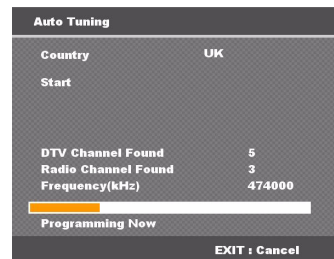 Auto Tuning
Country UK
Start
DTV Channel Found 5
Radio Channel Found 3
Frequency(kHz) 474000
Programming Now
EXIT : Cancel